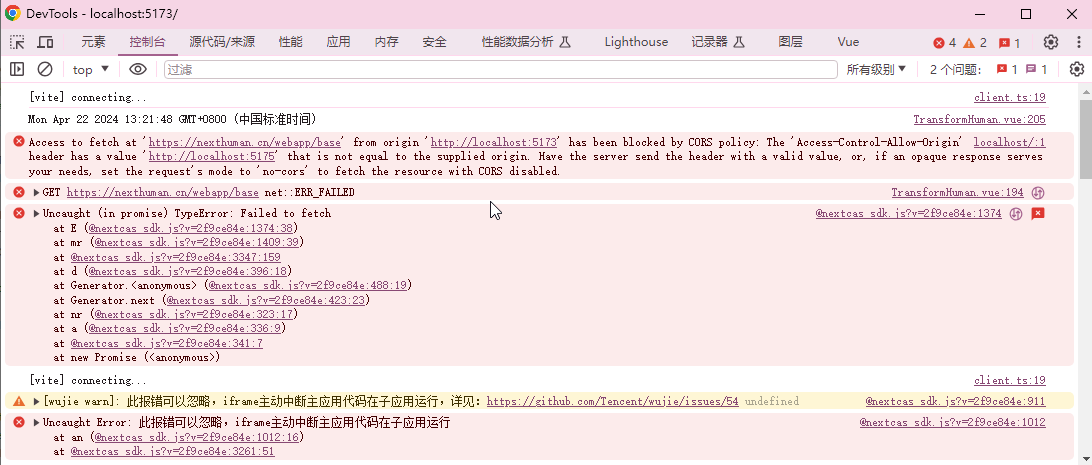 DevTools - localhost:5173/
元素 控制台 源代码/来源 性能 应用 内存 安全 性能数据分析 Lighthouse 记录器 图层 Vue 4 2 1
top 过滤 所有级别 2 个问题: 1 1
[vite] connecting... client.ts:19
Mon Apr 22 2024 13:21:48 GMT+0800 (中国标准时间) TransformHuman.vue:205
Access to fetch at 'https://nexthuman.cn/webapp/base' from origin 'http://localhost:5173' has been blocked by CORS policy: The 'Access-Control-Allow-Origin' localhost/:1
header has a value 'http://localhost:5175' that is not equal to the supplied origin. Have the server send the header with a valid value, or, if an opaque response serves
your needs, set the request's mode to 'no-cors' to fetch the resource with CORS disabled.
GET https://nexthuman.cn/webapp/base net::ERR_FAILED TransformHuman.vue:194
Uncaught (in promise) TypeError: Failed to fetch @nextcas_sdk.js?v=2f9ce84e:1374
at E (@nextcas_sdk.js?v=2f9ce84e:1374:38)
at mr (@nextcas_sdk.js?v=2f9ce84e:1409:39)
at @nextcas_sdk.js?v=2f9ce84e:3347:159
at d (@nextcas_sdk.js?v=2f9ce84e:396:18)
at Generator.<anonymous> (@nextcas_sdk.js?v=2f9ce84e:488:19)
at Generator.next (@nextcas_sdk.js?v=2f9ce84e:423:23)
at nr (@nextcas_sdk.js?v=2f9ce84e:323:17)
at a (@nextcas_sdk.js?v=2f9ce84e:336:9)
at @nextcas_sdk.js?v=2f9ce84e:341:7
at new Promise (<anonymous>)
[vite] connecting... client.ts:19
[wujie warn]: 此报错可以忽略，iframe主动中断主应用代码在子应用运行，详见：https://github.com/Tencent/wujie/issues/54 undefined @nextcas_sdk.js?v=2f9ce84e:911
Uncaught Error: 此报错可以忽略，iframe主动中断主应用代码在子应用运行 @nextcas_sdk.js?v=2f9ce84e:1012
at an (@nextcas_sdk.js?v=2f9ce84e:1012:16)
at @nextcas_sdk.js?v=2f9ce84e:3261:51